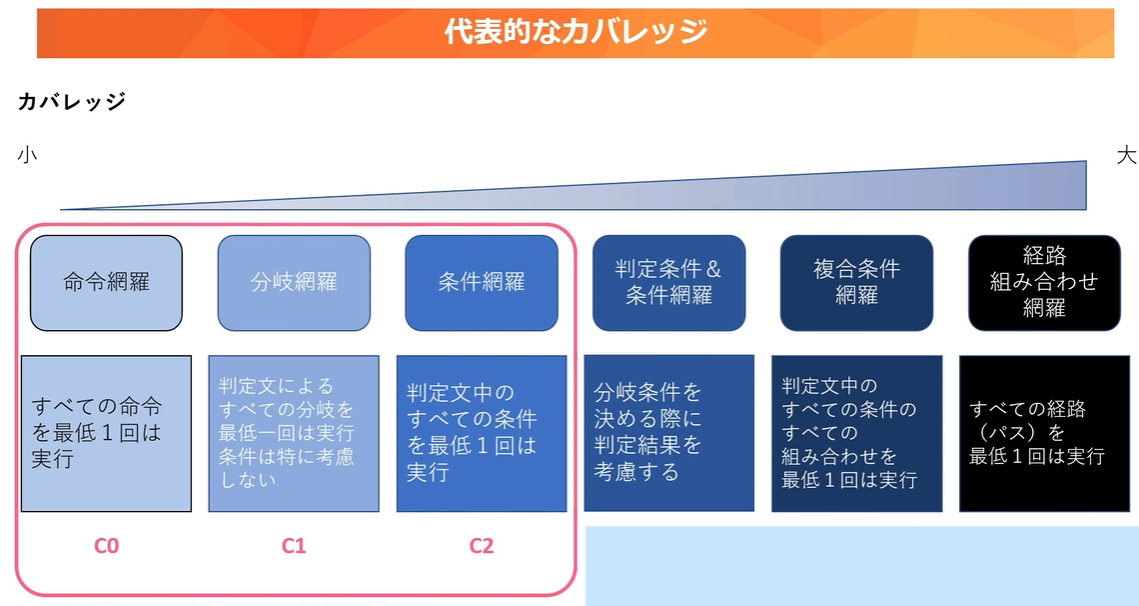 代表的なカバレッジ
カバレッジ
小
大
命令網羅
分岐網羅
条件網羅
判定条件＆
条件網羅
複合条件
網羅
経路
組み合わせ
網羅
すべての命令
を最低１回は
実行
判定文による
すべての分岐を
最低一回は実行
条件は特に考慮
しない
判定文中の
すべての条件
を最低１回は
実行
分岐条件を
決める際に
判定結果を
考慮する
判定文中の
すべての条件の
すべての
組み合わせを
最低１回は実行
すべての経路
（パス）を
最低１回は実行
C0
C1
C2